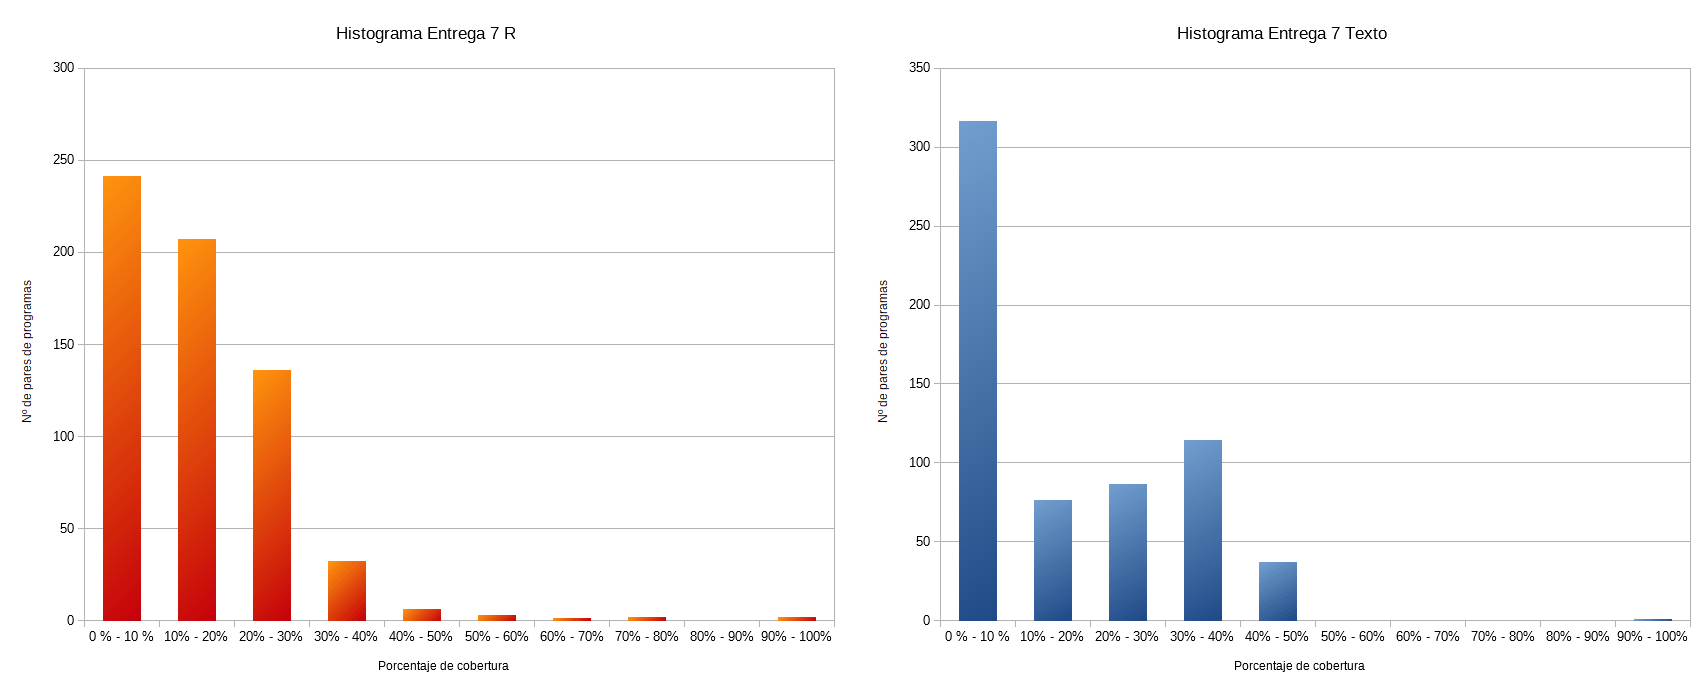 Histograma Entrega 7 R
300
250
200
150
100
50
0
Nº de pares de programas
0 % - 10 % 10% - 20% 20% - 30% 30% - 40% 40% - 50% 50% - 60% 60% - 70% 70% - 80% 80% - 90% 90% - 100%
Porcentaje de cobertura
Histograma Entrega 7 Texto
350
300
250
200
150
100
50
0
Nº de pares de programas
0 % - 10 % 10% - 20% 20% - 30% 30% - 40% 40% - 50% 50% - 60% 60% - 70% 70% - 80% 80% - 90% 90% - 100%
Porcentaje de cobertura